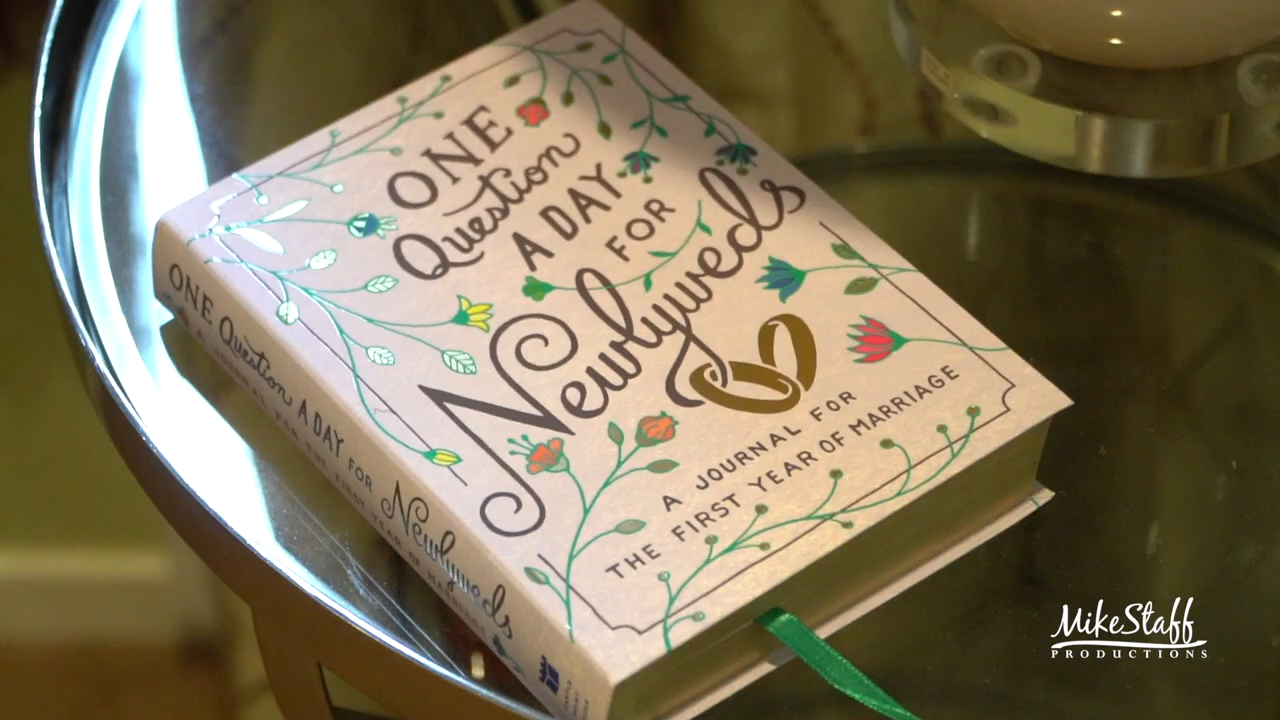 ONE
Question
A DAY
FOR
Newlyweds
A JOURNAL FOR
THE FIRST YEAR OF MARRIAGE
ONE Question A DAY FOR Newlyweds
A JOURNAL FOR THE FIRST YEAR OF MARRIAGE
MikeStaff
PRODUCTIONS